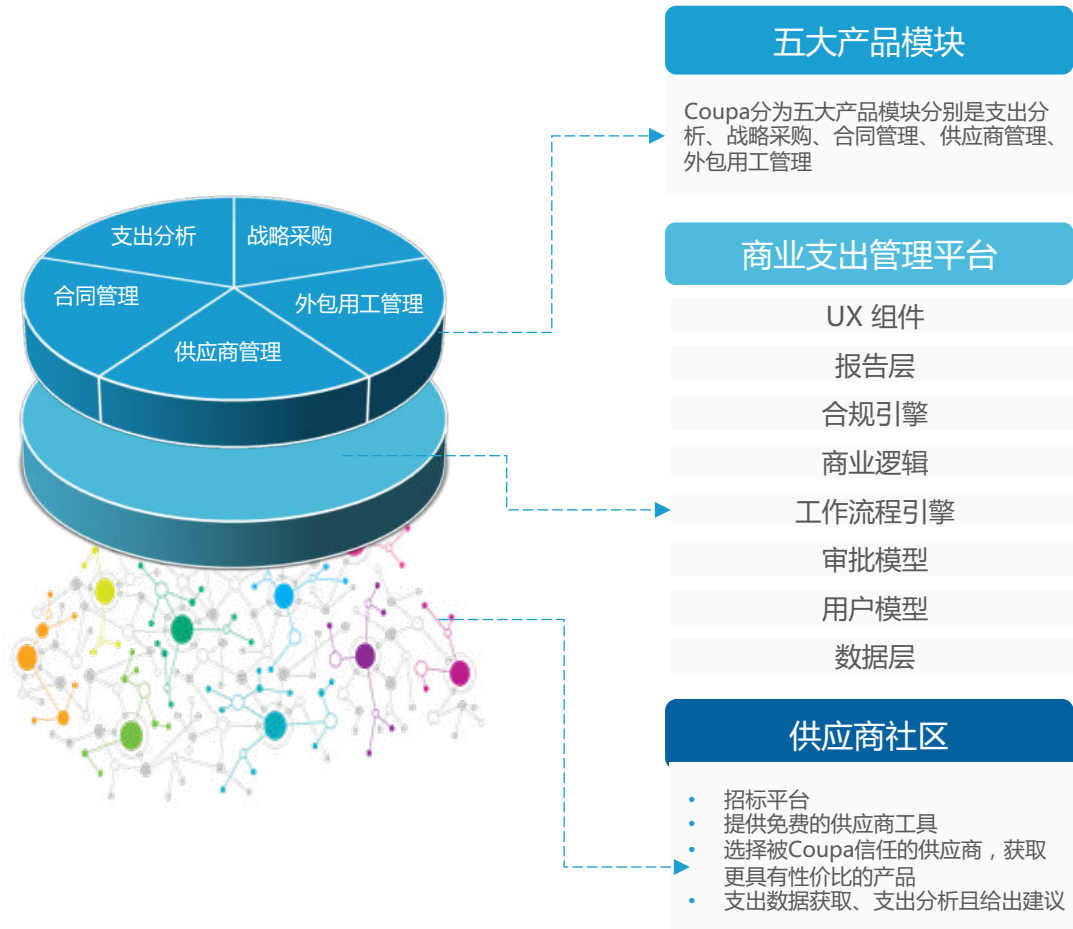 五大产品模块
Coupa分为五大产品模块分别是支出分
析、战略采购、合同管理、供应商管理、
外包用工管理
支出分析
战略采购
合同管理
外包用工管理
供应商管理
商业支出管理平台
UX 组件
报告层
合规引擎
商业逻辑
工作流程引擎
审批模型
用户模型
数据层
供应商社区
• 招标平台
• 提供免费的供应商工具
• 选择被Coupa信任的供应商，获取
更具有性价比的产品
• 支出数据获取、支出分析且给出建议